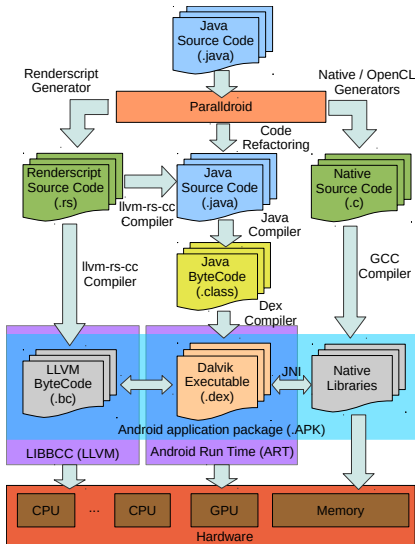 Java
Source Code
(.java)
Renderscript
Generator
Native / OpenCL
Generators
Paralldroid
Code
Refactoring
Renderscript
Source Code
(.rs)
llvm-rs-cc
Compiler
Java
Source Code
(.java)
Native
Source Code
(.c)
Java
Compiler
llvm-rs-cc
Compiler
Java
ByteCode
(.class)
GCC
Compiler
Dex
Compiler
LLVM
ByteCode
(.bc)
Dalvik
Executable
(.dex)
JNI
Native
Libraries
Android application package (.APK)
LIBBCC (LLVM)
Android Run Time (ART)
CPU
...
CPU
GPU
Memory
Hardware